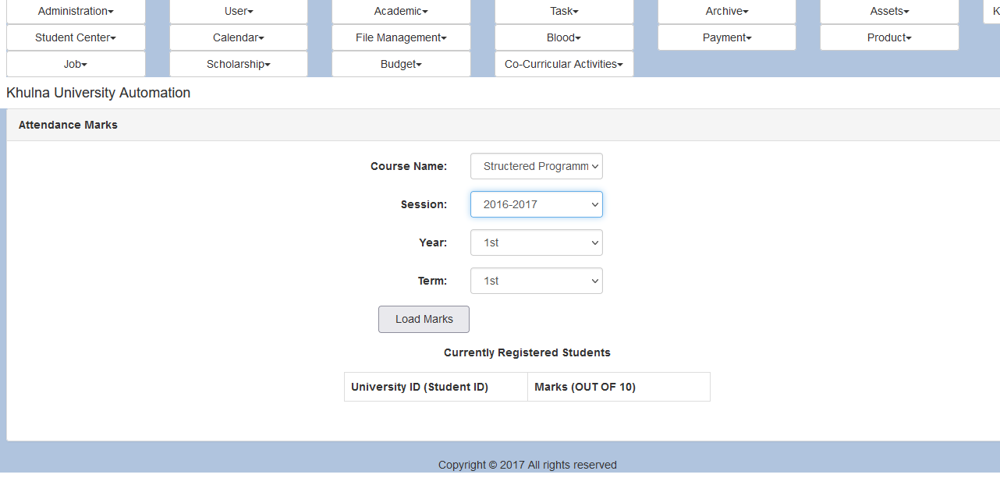 Administration User Academic Task Archive Assets K
Student Center Calendar File Management Blood Payment Product
Job Scholarship Budget Co-Curricular Activities
Khulna University Automation
Attendance Marks
Course Name: Structered Programm
Session: 2016-2017
Year: 1st
Term: 1st
Load Marks
Currently Registered Students
University ID (Student ID) Marks (OUT OF 10)
Copyright © 2017 All rights reserved